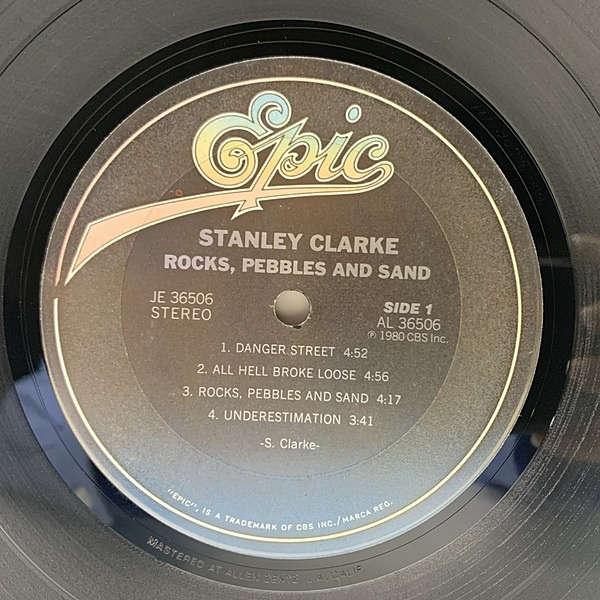 Epic
STANLEY CLARKE
ROCKS, PEBBLES AND SAND
JE 36506
STEREO
SIDE 1
AL 36506
℗ 1980 CBS Inc.
1. DANGER STREET 4:52
2. ALL HELL BROKE LOOSE 4:56
3. ROCKS, PEBBLES AND SAND 4:17
4. UNDERESTIMATION 3:41
-S. Clarke-
"EPIC", IS A TRADEMARK OF CBS INC./MARCA REG.
MASTERED AT ALLEN ZENTZ L.A. CALIF.